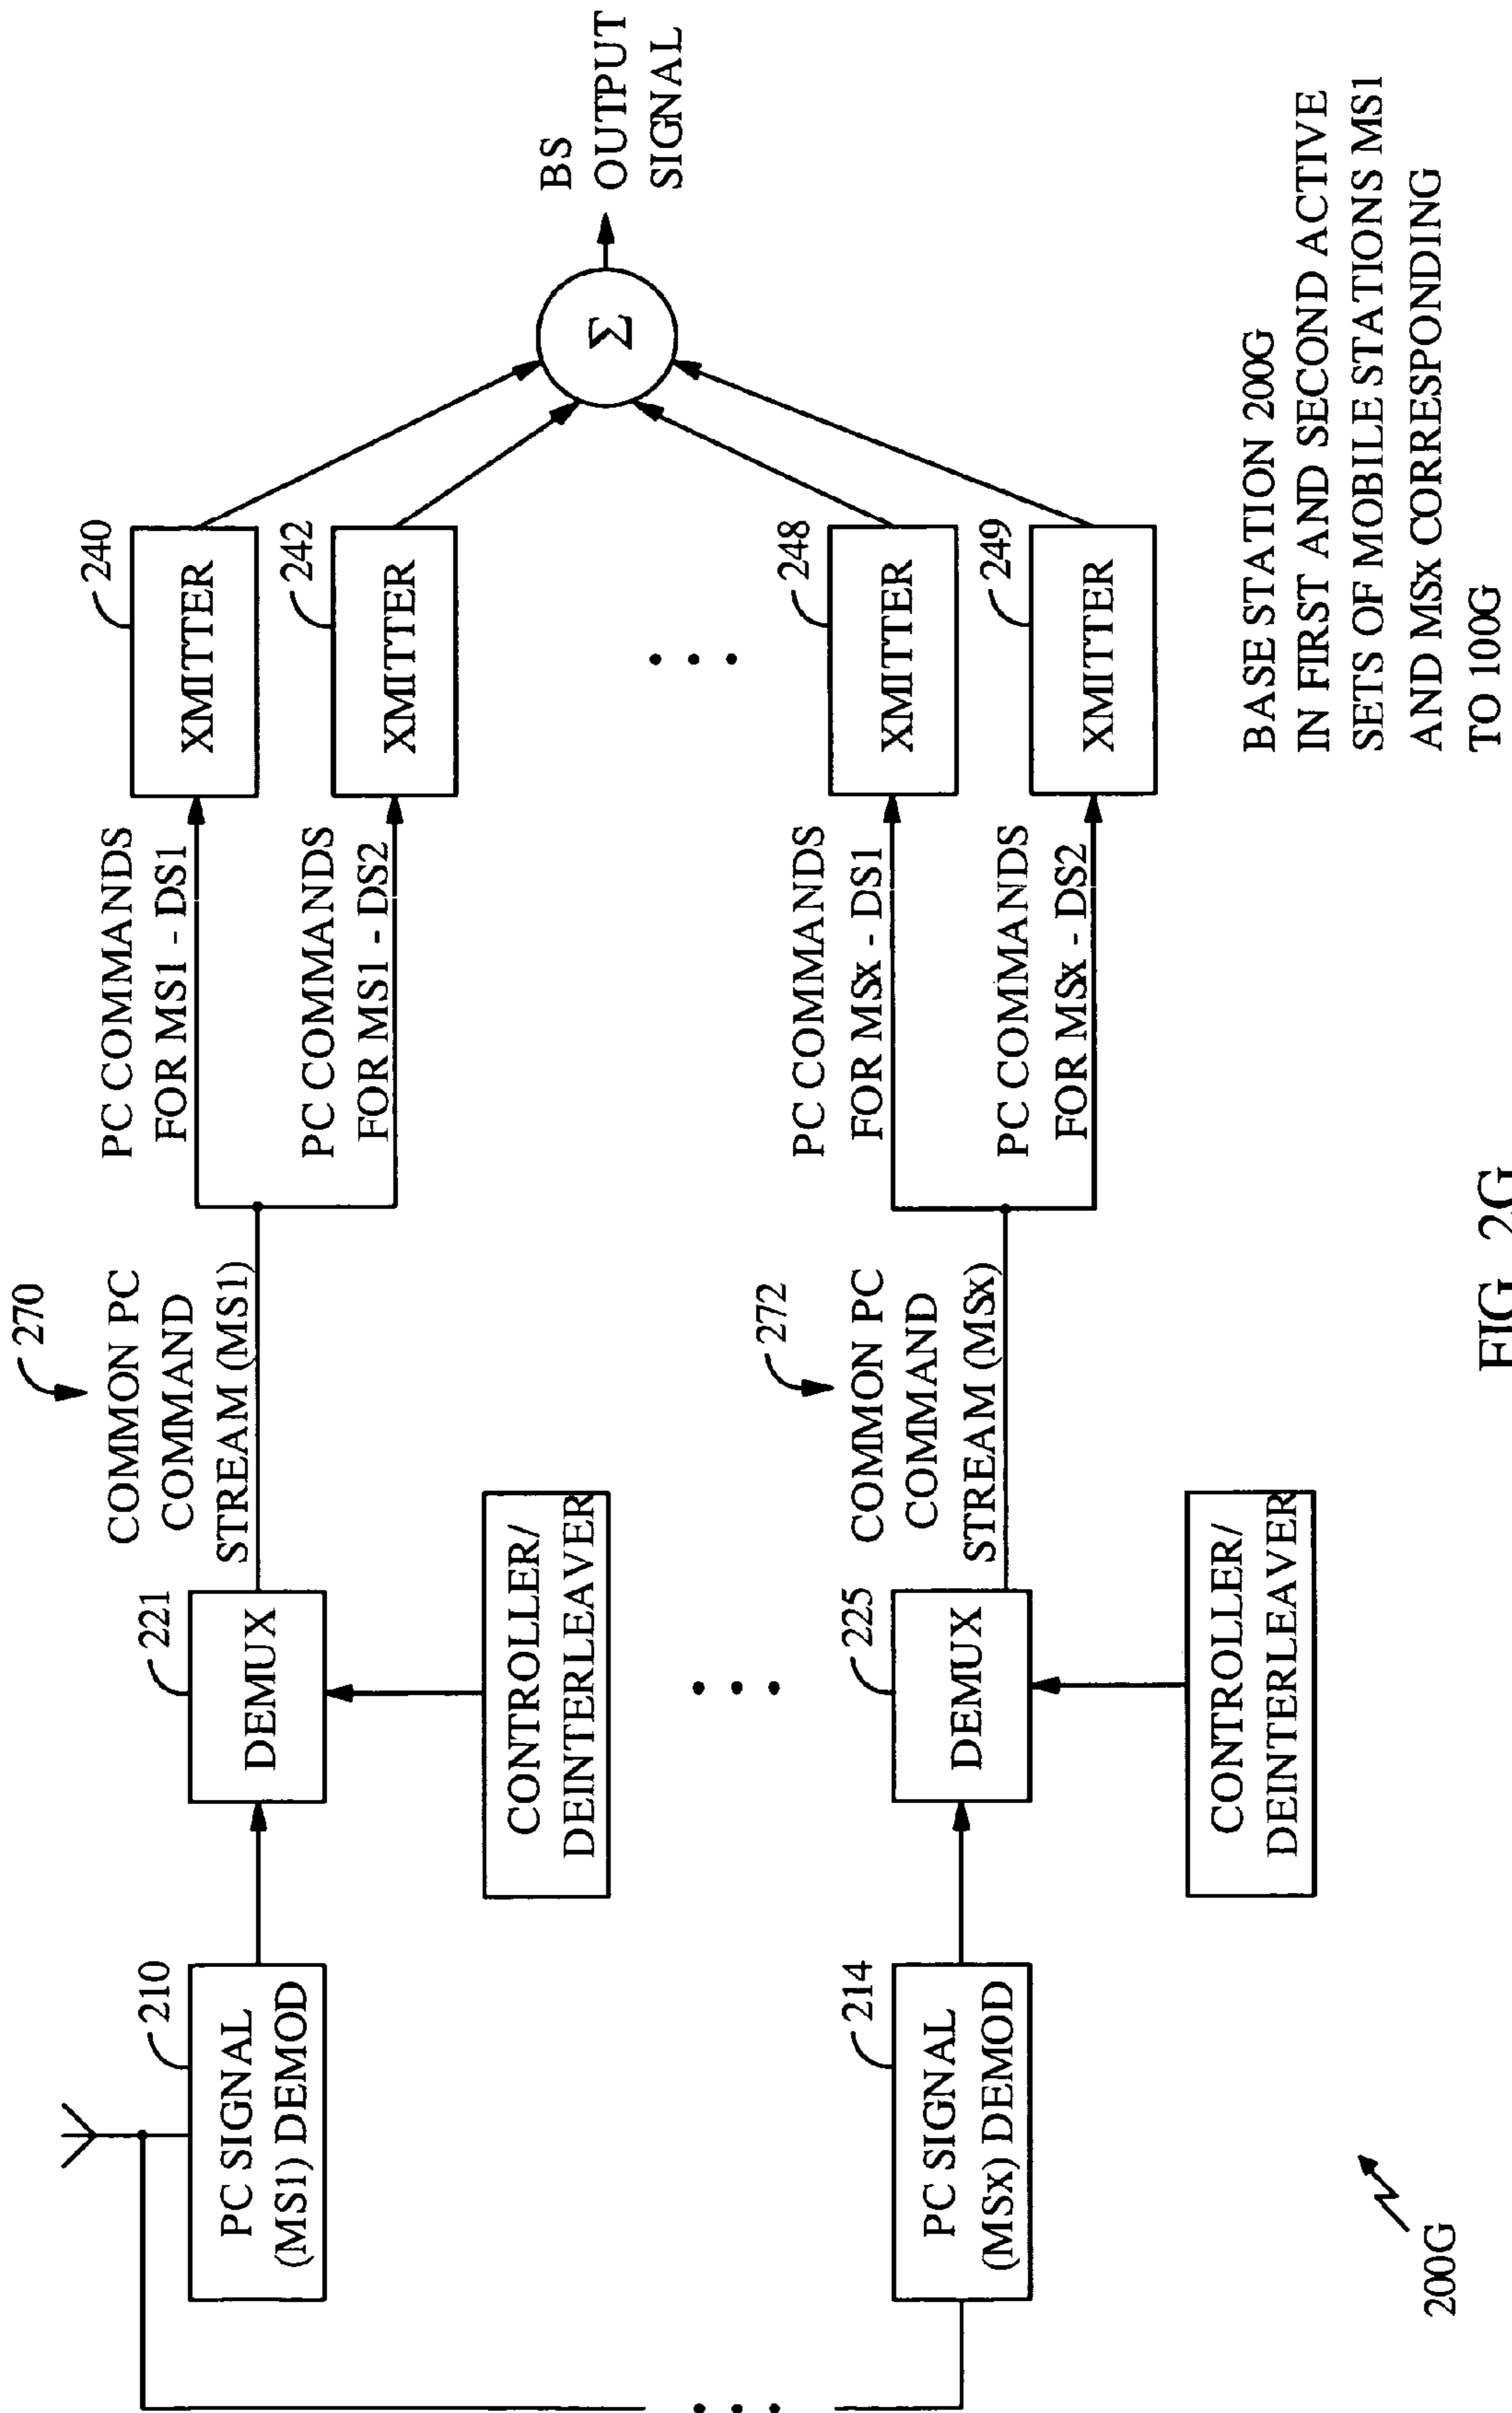 270
COMMON PC
COMMAND
STREAM (MS1)
210
PC SIGNAL
(MS1) DEMOD
221
DEMUX
CONTROLLER/
DEINTERLEAVER
PC COMMANDS
FOR MS1 - DS1
240
XMITTER
PC COMMANDS
FOR MS1 - DS2
242
XMITTER
Σ
BS
OUTPUT
SIGNAL
272
COMMON PC
COMMAND
STREAM (MSx)
214
PC SIGNAL
(MSx) DEMOD
225
DEMUX
CONTROLLER/
DEINTERLEAVER
PC COMMANDS
FOR MSx - DS1
248
XMITTER
PC COMMANDS
FOR MSx - DS2
249
XMITTER
200G
BASE STATION 200G
IN FIRST AND SECOND ACTIVE
SETS OF MOBILE STATIONS MS1
AND MSx CORRESPONDING
TO 100G
FIG. 2G